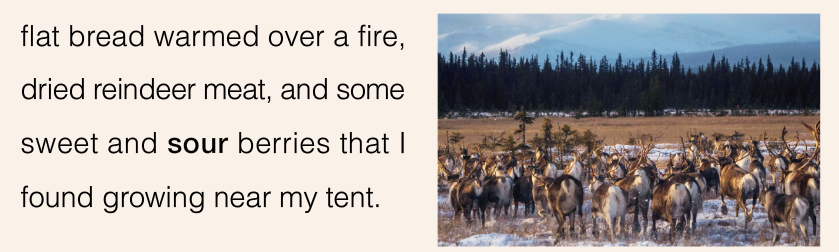 flat bread warmed over a fire,
dried reindeer meat, and some
sweet and sour berries that I
found growing near my tent.